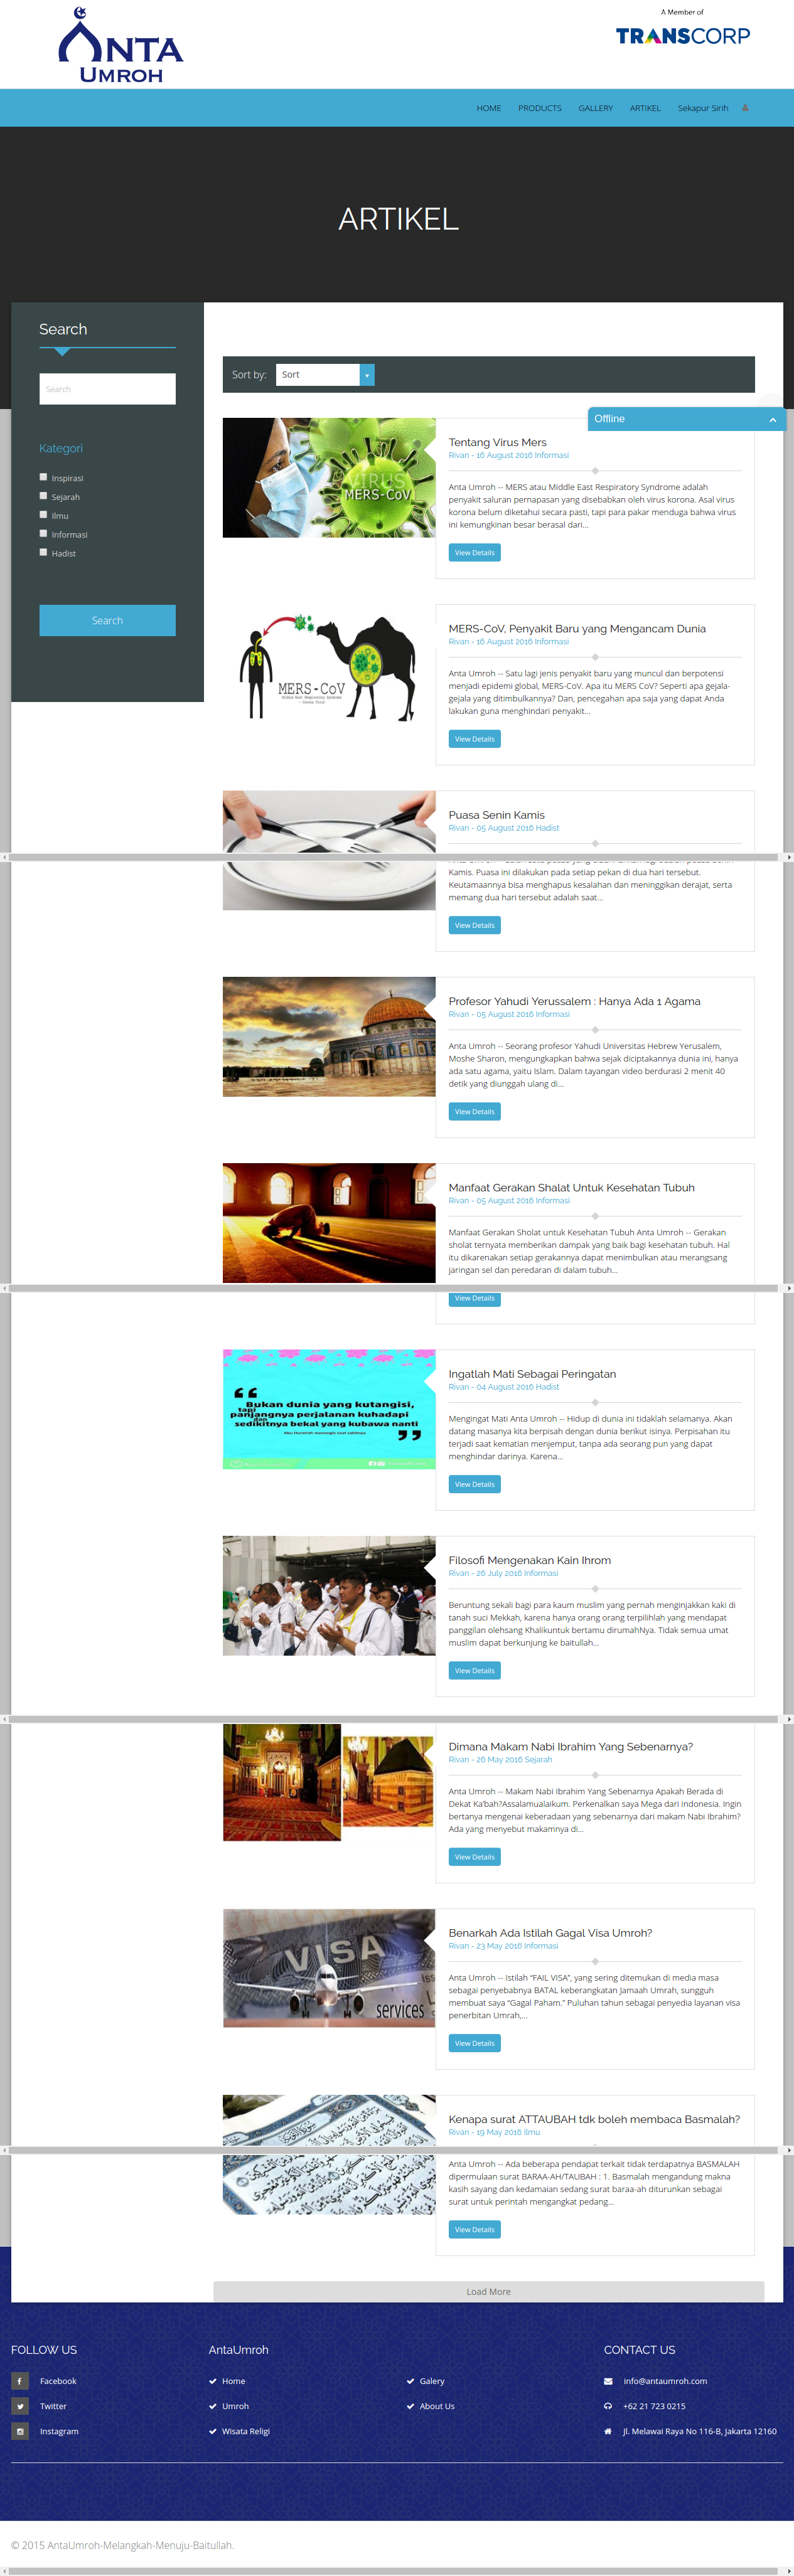 ANTA
UMROH
A Member of
TRANSCORP
HOME PRODUCTS GALLERY ARTIKEL Sekapur Sirih
ARTIKEL
Search
Search
Kategori
Inspirasi
Sejarah
Ilmu
Informasi
Hadist
Search
Sort by: Sort
Offline
VIRUS
MERS-CoV
Tentang Virus Mers
Rivan - 16 August 2016 Informasi
Anta Umroh -- MERS atau Middle East Respiratory Syndrome adalah
penyakit saluran pernapasan yang disebabkan oleh virus korona. Asal virus
korona belum diketahui secara pasti, tapi para pakar menduga bahwa virus
ini kemungkinan besar berasal dari...
View Details
MERS-CoV
Middle East Respiratory Syndrome
- Corona Virus -
MERS-CoV, Penyakit Baru yang Mengancam Dunia
Rivan - 16 August 2016 Informasi
Anta Umroh -- Satu lagi jenis penyakit baru yang muncul dan berpotensi
menjadi epidemi global, MERS-CoV. Apa itu MERS CoV? Seperti apa gejala-
gejala yang ditimbulkannya? Dan, pencegahan apa saja yang dapat Anda
lakukan guna menghindari penyakit...
View Details
Puasa Senin Kamis
Rivan - 05 August 2016 Hadist
Kamis. Puasa ini dilakukan pada setiap pekan di dua hari tersebut.
Keutamaannya bisa menghapus kesalahan dan meninggikan derajat, serta
memang dua hari tersebut adalah saat...
View Details
Profesor Yahudi Yerussalem : Hanya Ada 1 Agama
Rivan - 05 August 2016 Informasi
Anta Umroh -- Seorang profesor Yahudi Universitas Hebrew Yerusalem,
Moshe Sharon, mengungkapkan bahwa sejak diciptakannya dunia ini, hanya
ada satu agama, yaitu Islam. Dalam tayangan video berdurasi 2 menit 40
detik yang diunggah ulang di...
View Details
Manfaat Gerakan Shalat Untuk Kesehatan Tubuh
Rivan - 05 August 2016 Informasi
Manfaat Gerakan Sholat untuk Kesehatan Tubuh Anta Umroh -- Gerakan
sholat ternyata memberikan dampak yang baik bagi kesehatan tubuh. Hal
itu dikarenakan setiap gerakannya dapat menimbulkan atau merangsang
jaringan sel dan peredaran di dalam tubuh...
View Details
Bukan dunia yang kutangisi,
tapi
panjangnya perjalanan kuhadapi
dan
sedikitnya bekal yang kubawa nanti
Abu Hurairah menangis saat sakitnya
Ingatlah Mati Sebagai Peringatan
Rivan - 04 August 2016 Hadist
Mengingat Mati Anta Umroh -- Hidup di dunia ini tidaklah selamanya. Akan
datang masanya kita berpisah dengan dunia berikut isinya. Perpisahan itu
terjadi saat kematian menjemput, tanpa ada seorang pun yang dapat
menghindar darinya. Karena...
View Details
Filosofi Mengenakan Kain Ihrom
Rivan - 26 July 2016 Informasi
Beruntung sekali bagi para kaum muslim yang pernah menginjakkan kaki di
tanah suci Mekkah, karena hanya orang orang terpilihlah yang mendapat
panggilan olehsang Khalikuntuk bertamu dirumahNya. Tidak semua umat
muslim dapat berkunjung ke baitullah...
View Details
Dimana Makam Nabi Ibrahim Yang Sebenarnya?
Rivan - 26 May 2016 Sejarah
Anta Umroh -- Makam Nabi Ibrahim Yang Sebenarnya Apakah Berada di
Dekat Ka'bah?Assalamualaikum. Perkenalkan saya Mega dari Indonesia. Ingin
bertanya mengenai keberadaan yang sebenarnya dari makam Nabi Ibrahim?
Ada yang menyebut makamnya di...
View Details
VISA
services
Benarkah Ada Istilah Gagal Visa Umroh?
Rivan - 23 May 2016 Informasi
Anta Umroh -- Istilah “FAIL VISA”, yang sering ditemukan di media masa
sebagai penyebabnya BATAL keberangkatan Jamaah Umrah, sungguh
membuat saya “Gagal Paham.” Puluhan tahun sebagai penyedia layanan visa
penerbitan Umrah,...
View Details
Kenapa surat ATTAUBAH tdk boleh membaca Basmalah?
Rivan - 19 May 2016 Ilmu
Anta Umroh -- Ada beberapa pendapat terkait tidak terdapatnya BASMALAH
dipermulaan surat BARAA-AH/TAUBAH : 1. Basmalah mengandung makna
kasih sayang dan kedamaian sedang surat baraa-ah diturunkan sebagai
surat untuk perintah mengangkat pedang...
View Details
Load More
FOLLOW US
Facebook
Twitter
Instagram
AntaUmroh
Home
Umroh
Wisata Religi
Galery
About Us
CONTACT US
info@antaumroh.com
+62 21 723 0215
Jl. Melawai Raya No 116-B, Jakarta 12160
© 2015 AntaUmroh-Melangkah-Menuju-Baitullah.